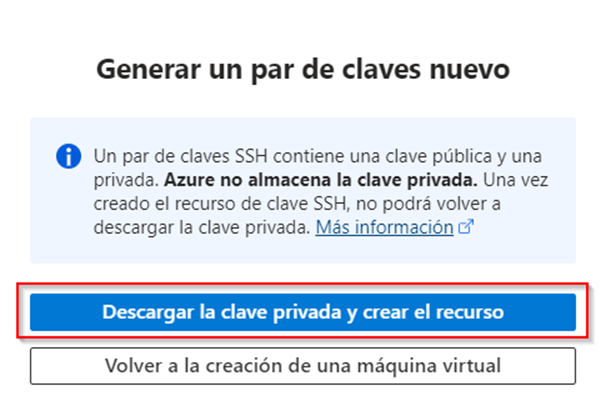 Generar un par de claves nuevo
Un par de claves SSH contiene una clave pública y una
privada. Azure no almacena la clave privada. Una vez
creado el recurso de clave SSH, no podrá volver a
descargar la clave privada. Más información
Descargar la clave privada y crear el recurso
Volver a la creación de una máquina virtual